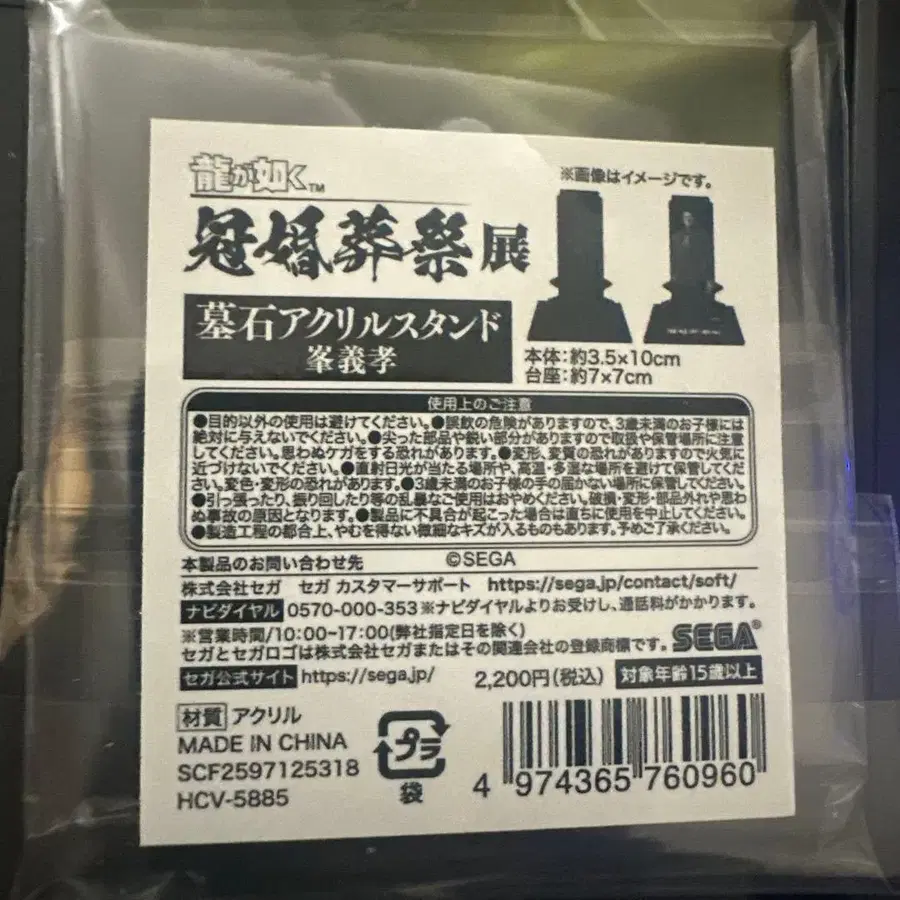 龍が如く™
冠婚葬祭展
墓石アクリルスタンド
峯義孝
※画像はイメージです。
本体：約3.5×10cm
台座：約7×7cm
使用上のご注意
●目的以外の使用は避けてください。●誤飲の危険がありますので、3歳未満のお子様には
絶対に与えないでください。●尖った部品や鋭い部分がありますので取扱や保管場所に注意
してください。思わぬケガをする恐れがあります。●変形、変質の恐れがありますので火気に
近づけないでください。●直射日光が当たる場所や、高温・多湿な場所を避けて保管してくだ
さい。変色・変形の恐れがあります。●3歳未満のお子様の手の届かない場所に保管してください。
●引っ張ったり、振り回したり等の乱暴なご使用はおやめください。破損・変形・部品外れや思わ
ぬ事故の原因となります。●製品に不具合が起こった場合は直ちに使用を中止してください。
●製造工程の都合上、やむを得ない微細なキズが入るものもあります。予めご了承ください。
本製品のお問い合わせ先 ©SEGA
株式会社セガ セガ カスタマーサポート https://sega.jp/contact/soft/
ナビダイヤル 0570-000-353 ※ナビダイヤルよりお受けし、通話料がかかります。
※営業時間/10:00~17:00(弊社指定日を除く)
セガとセガロゴは株式会社セガまたはその関連会社の登録商標です。 SEGA®
セガ公式サイト https://sega.jp/ 2,200円(税込) 対象年齢15歳以上
材質 アクリル
MADE IN CHINA
SCF2597125318
HCV-5885
プラ
袋
4 974365 760960